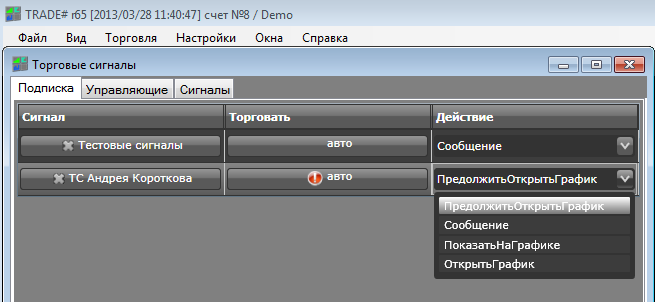 TRADE# r65 [2013/03/28 11:40:47] счет №8 / Demo
Файл Вид Торговля Настройки Окна Справка
Торговые сигналы
Подписка Управляющие Сигналы
Сигнал Торговать Действие
Тестовые сигналы авто Сообщение
ТС Андрея Короткова авто ПредолжитьОткрытьГрафик
ПредолжитьОткрытьГрафик
Сообщение
ПоказатьНаГрафике
ОткрытьГрафик